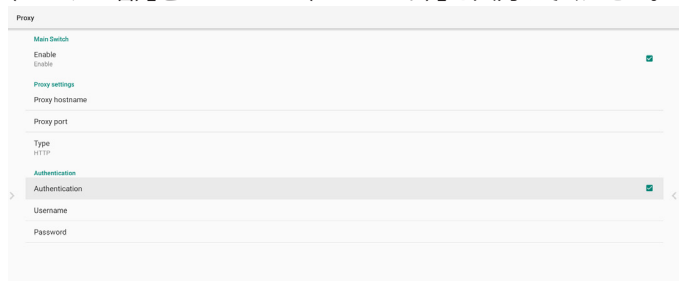 Proxy
Main Switch
Enable
Enable
Proxy settings
Proxy hostname
Proxy port
Type
HTTP
Authentication
Authentication
Username
Password